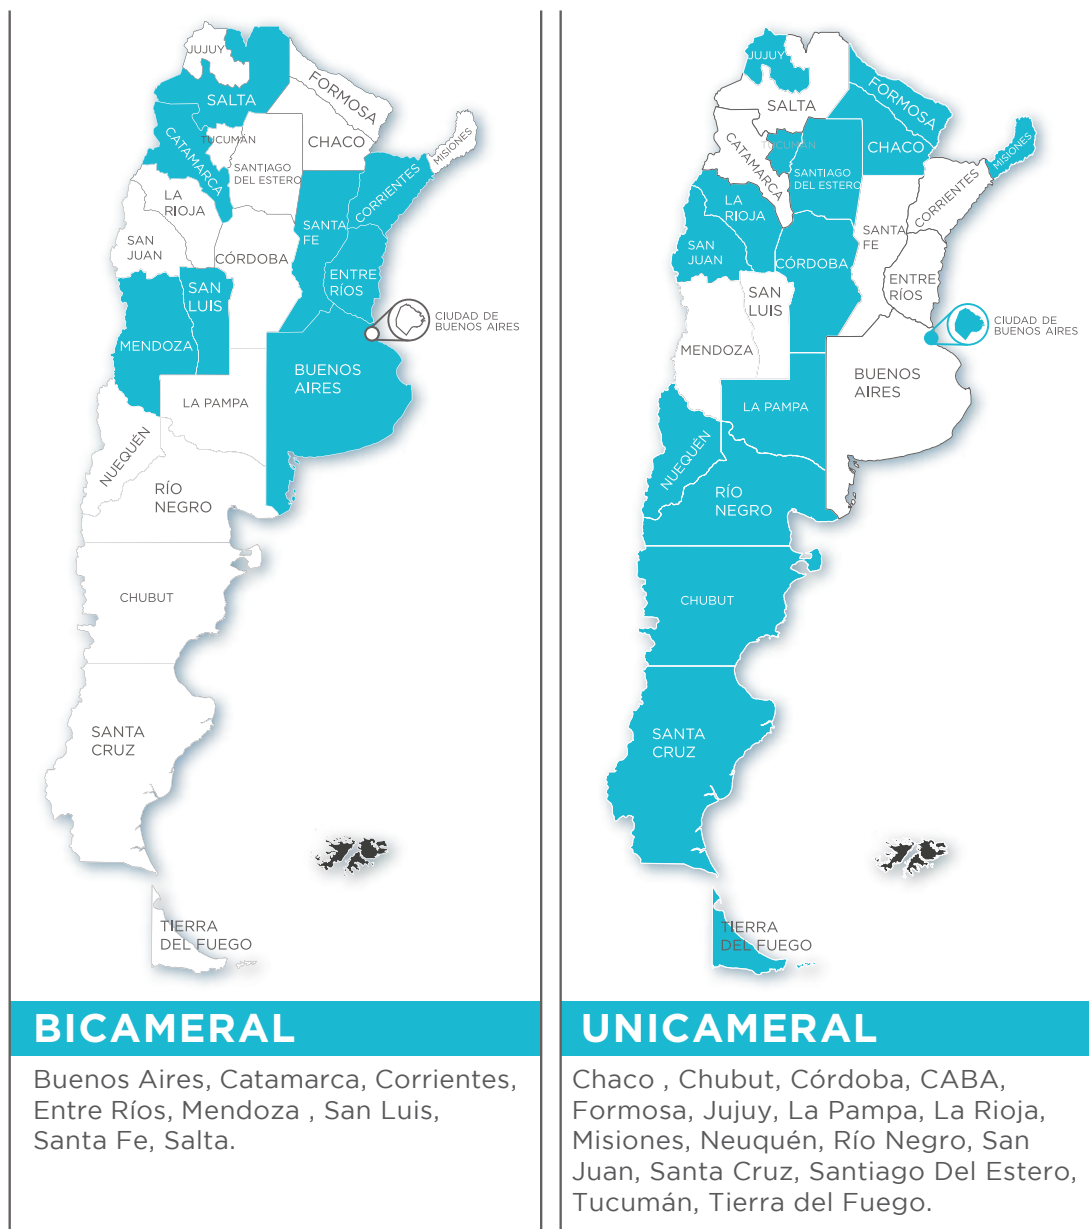 JUJUY
SALTA
FORMOSA
CATAMARCA
TUCUMÁN
CHACO
MISIONES
SANTIAGO
DEL ESTERO
CORRIENTES
LA
RIOJA
SANTA
FE
SAN
JUAN
CÓRDOBA
ENTRE
RÍOS
SAN
LUIS
CIUDAD DE
BUENOS AIRES
MENDOZA
BUENOS
AIRES
LA PAMPA
NUEQUÉN
RÍO
NEGRO
CHUBUT
SANTA
CRUZ
TIERRA
DEL FUEGO
BICAMERAL
Buenos Aires, Catamarca, Corrientes,
Entre Ríos, Mendoza , San Luis,
Santa Fe, Salta.
JUJUY
SALTA
FORMOSA
CATAMARCA
TUCUMÁN
CHACO
MISIONES
SANTIAGO
DEL ESTERO
CORRIENTES
LA
RIOJA
SANTA
FE
SAN
JUAN
CÓRDOBA
ENTRE
RÍOS
SAN
LUIS
CIUDAD DE
BUENOS AIRES
MENDOZA
BUENOS
AIRES
LA PAMPA
NUEQUÉN
RÍO
NEGRO
CHUBUT
SANTA
CRUZ
TIERRA
DEL FUEGO
UNICAMERAL
Chaco , Chubut, Córdoba, CABA,
Formosa, Jujuy, La Pampa, La Rioja,
Misiones, Neuquén, Río Negro, San
Juan, Santa Cruz, Santiago Del Estero,
Tucumán, Tierra del Fuego.